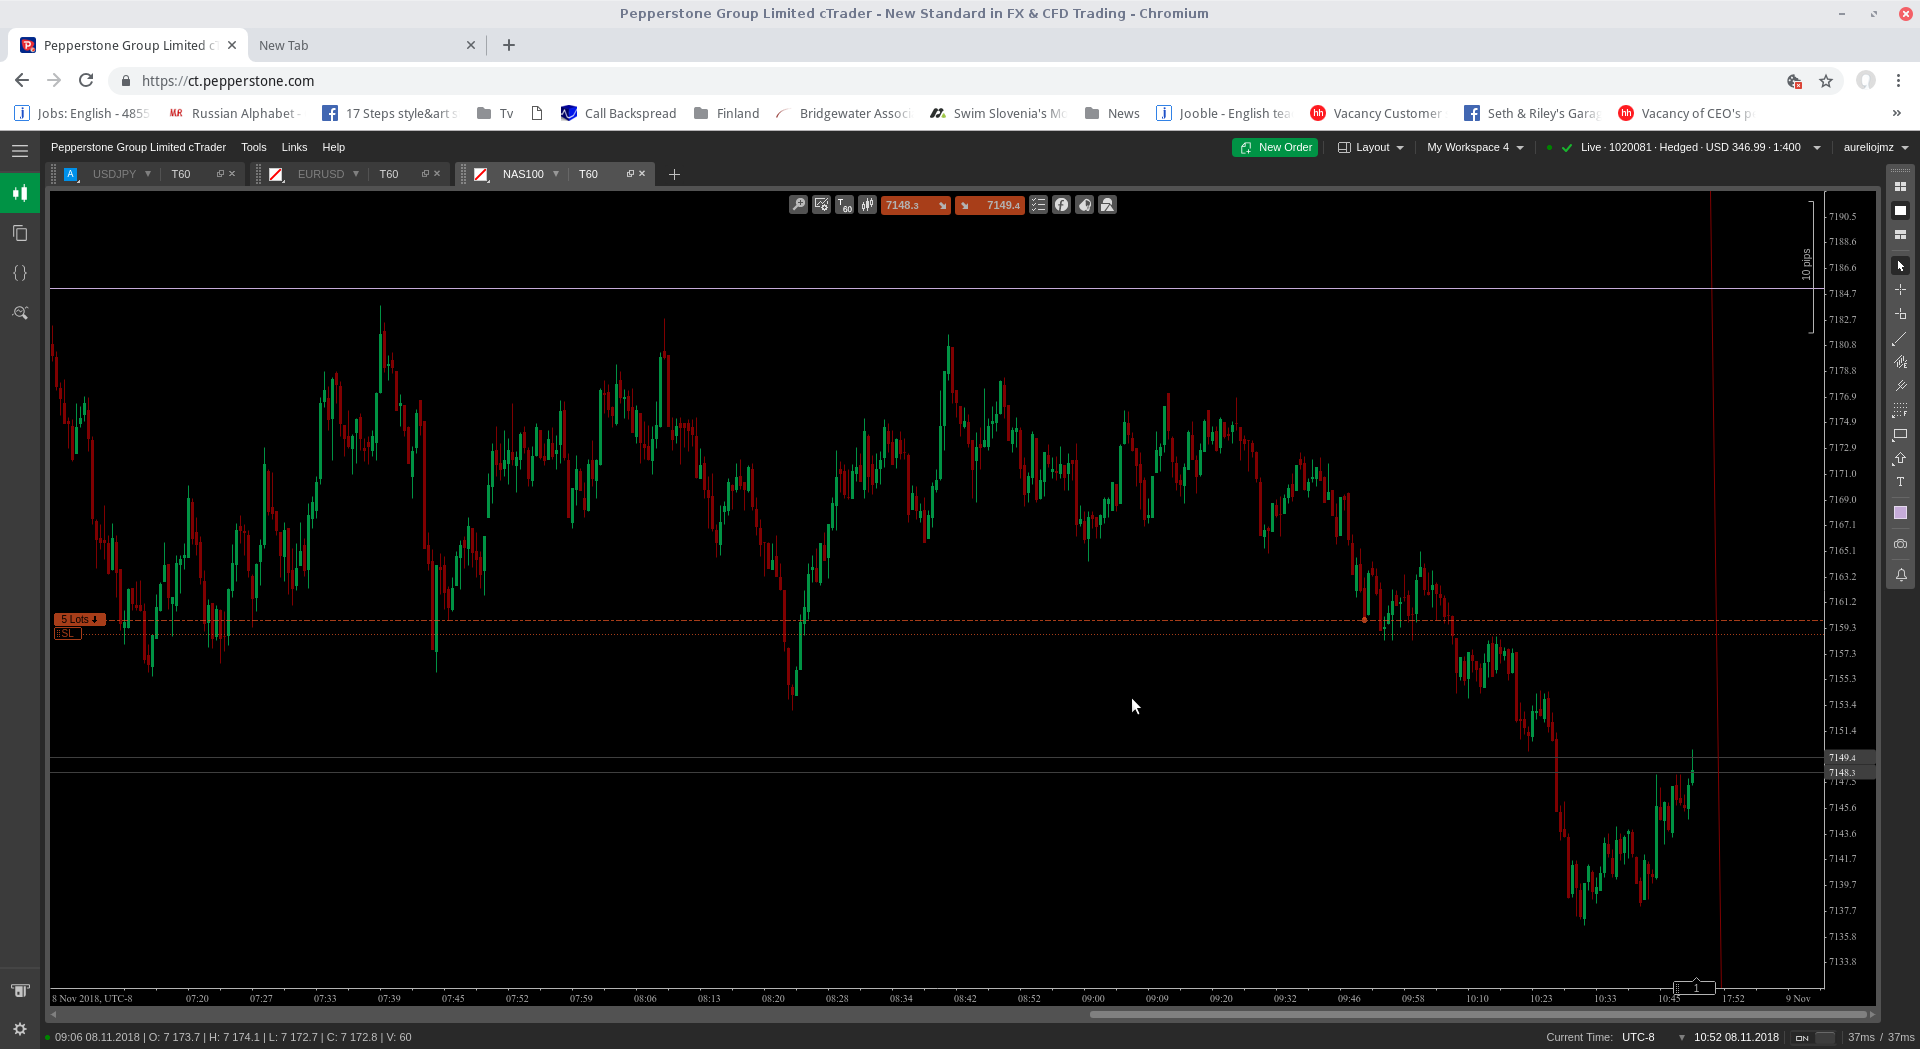 Pepperstone Group Limited cTrader - New Standard in FX & CFD Trading - Chromium
Pepperstone Group Limited cT
New Tab
https://ct.pepperstone.com
Jobs: English - 4855
Russian Alphabet -
17 Steps style&art s
Tv
Call Backspread
Finland
Bridgewater Assoc
Swim Slovenia's Mo
News
Jooble - English tea
Vacancy Customer
Seth & Riley's Garag
Vacancy of CEO's p
»
Pepperstone Group Limited cTrader Tools Links Help
New Order
Layout
My Workspace 4
Live · 1020081 · Hedged · USD 346.99 · 1:400
aureliojmz
A USDJPY T60
EURUSD T60
NAS100 T60
T 60
7148.3
7149.4
10 pips
7190.5
7188.6
7186.6
7184.7
7182.7
7180.8
7178.8
7176.9
7174.9
7172.9
7171.0
7169.0
7167.1
7165.1
7163.2
7161.2
5 Lots
SL
7159.3
7157.3
7155.3
7153.4
7151.4
7149.4
7148.3
7147.5
7145.6
7143.6
7141.7
7139.7
7137.7
7135.8
7133.8
1
8 Nov 2018, UTC-8 07:20 07:27 07:33 07:39 07:45 07:52 07:59 08:06 08:13 08:20 08:28 08:34 08:42 08:52 09:00 09:09 09:20 09:32 09:46 09:58 10:10 10:23 10:33 10:45 17:52 9 Nov
09:06 08.11.2018 | O: 7 173.7 | H: 7 174.1 | L: 7 172.7 | C: 7 172.8 | V: 60
Current Time: UTC-8
10:52 08.11.2018
ON
37ms / 37ms